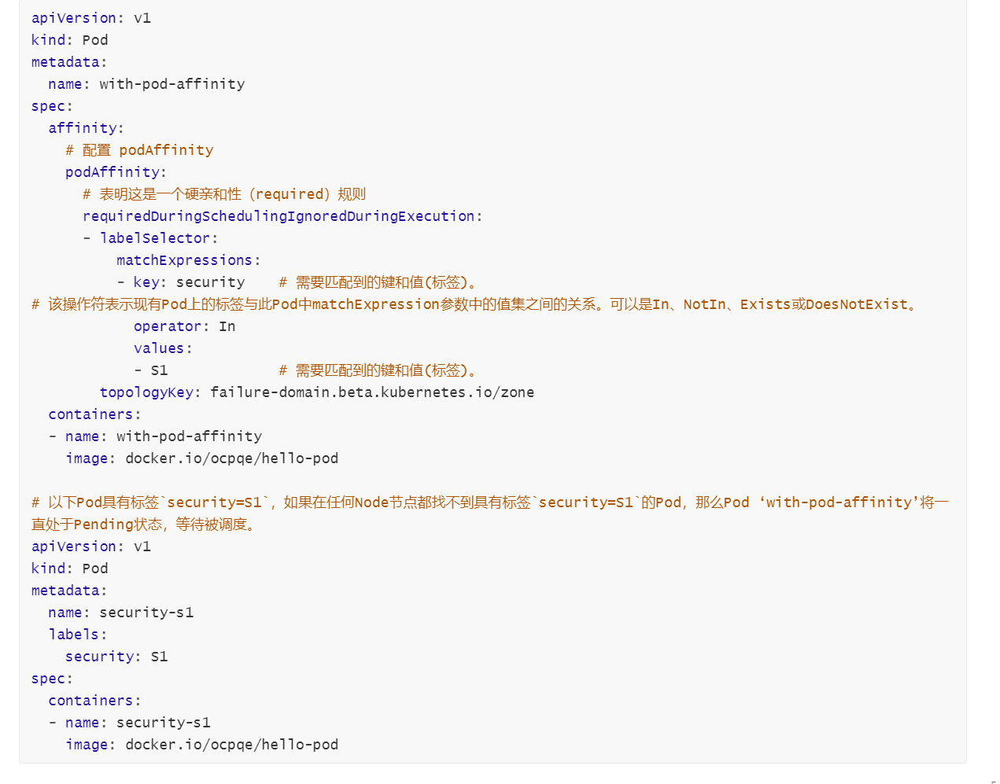 apiVersion: v1
kind: Pod
metadata:
  name: with-pod-affinity
spec:
  affinity:
    # 配置 podAffinity
    podAffinity:
      # 表明这是一个硬亲和性（required）规则
      requiredDuringSchedulingIgnoredDuringExecution:
      - labelSelector:
          matchExpressions:
          - key: security    # 需要匹配到的键和值(标签)。
# 该操作符表示现有Pod上的标签与此Pod中matchExpression参数中的值集之间的关系。可以是In、NotIn、Exists或DoesNotExist。
            operator: In
            values:
            - S1             # 需要匹配到的键和值(标签)。
        topologyKey: failure-domain.beta.kubernetes.io/zone
  containers:
  - name: with-pod-affinity
    image: docker.io/ocpqe/hello-pod

# 以下Pod具有标签`security=S1`，如果在任何Node节点都找不到具有标签`security=S1`的Pod，那么Pod ‘with-pod-affinity’将一
直处于Pending状态，等待被调度。
apiVersion: v1
kind: Pod
metadata:
  name: security-s1
  labels:
    security: S1
spec:
  containers:
  - name: security-s1
    image: docker.io/ocpqe/hello-pod